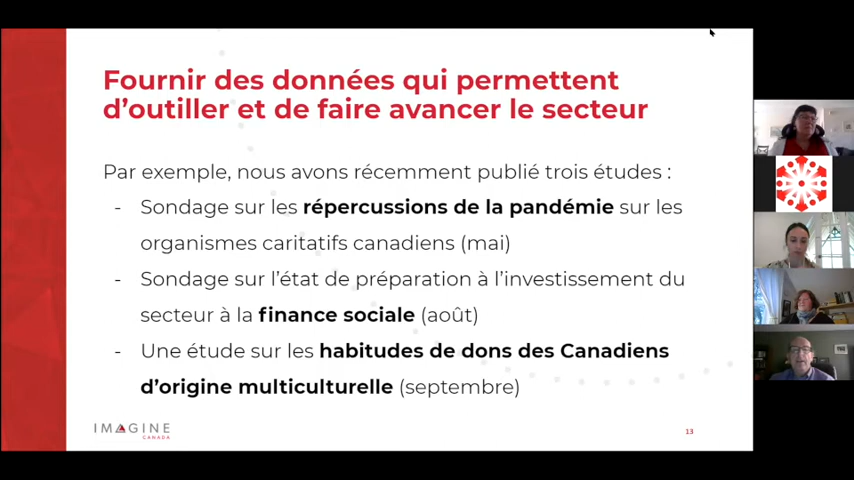 Fournir des données qui permettent
d’outiller et de faire avancer le secteur
Par exemple, nous avons récemment publié trois études :
- Sondage sur les répercussions de la pandémie sur les
organismes caritatifs canadiens (mai)
- Sondage sur l’état de préparation à l’investissement du
secteur à la finance sociale (août)
- Une étude sur les habitudes de dons des Canadiens
d’origine multiculturelle (septembre)
IMAGINE
CANADA
13